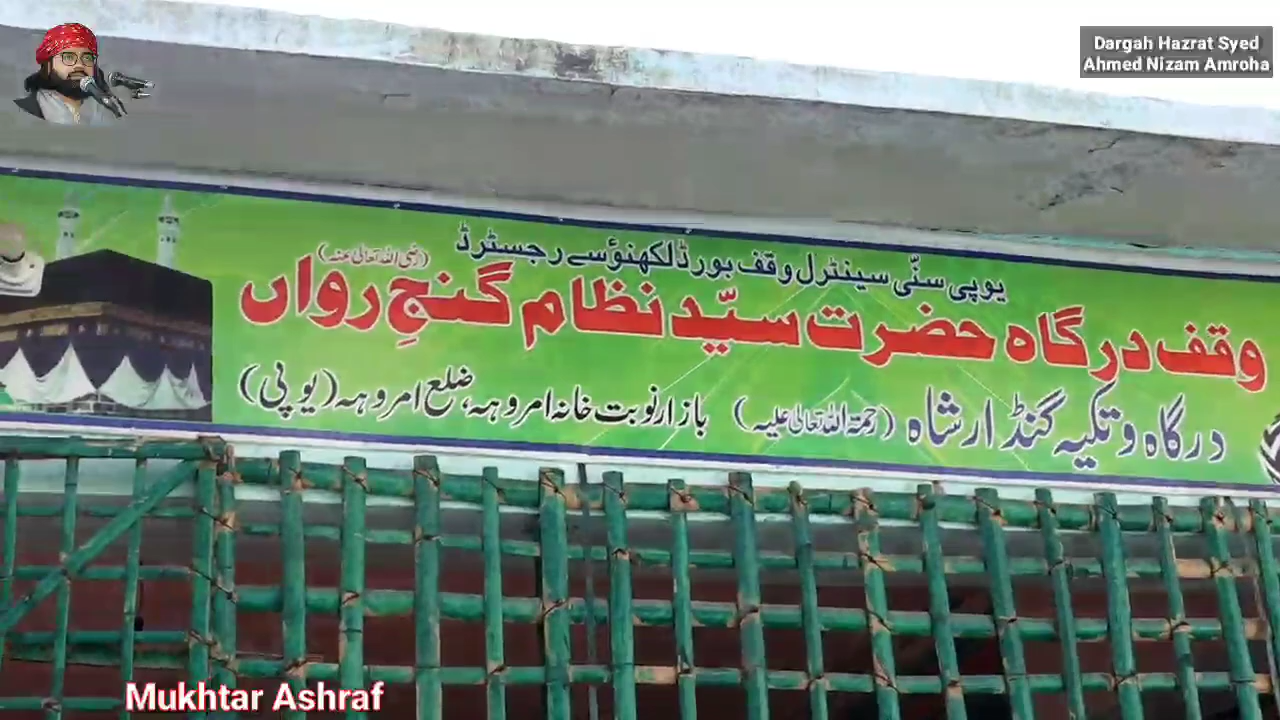 Dargah Hazrat Syed
Ahmed Nizam Amroha
یوپی سنّی سینٹرل وقف بورڈ لکھنؤ سے رجسٹرڈ
وقف درگاہ حضرت سیّد نظام گنجِ رواں (رضی اللہ تعالیٰ عنہ)
درگاہ و تکیہ گنڈار شاہ (رحمۃ اللہ تعالیٰ علیہ) بازار نوبت خانہ امروہہ، ضلع امروہہ (یوپی)
Mukhtar Ashraf